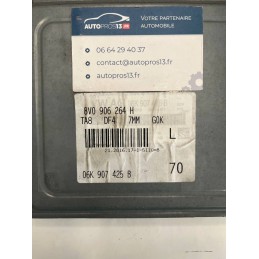 AUTOPROS13.FR
VOTRE PARTENAIRE
AUTOMOBILE
06 64 29 40 37
contact@autopros13.fr
autopros13.fr
8V0 906 264 H
TA8 DF4 7MM G0K
L
70
06K 907 425 B